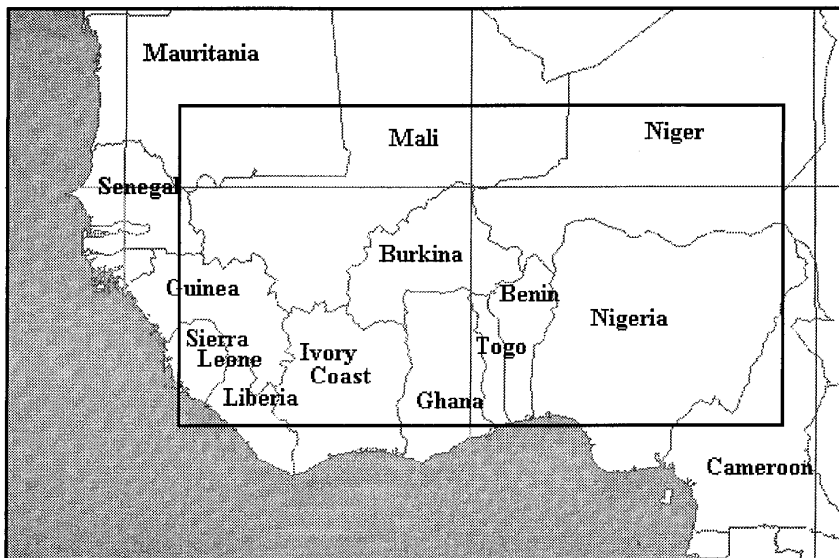 Mauritania
Mali
Niger
Senegal
Burkina
Guinea
Benin
Nigeria
Sierra
Leone
Ivory
Coast
Togo
Liberia
Ghana
Cameroon